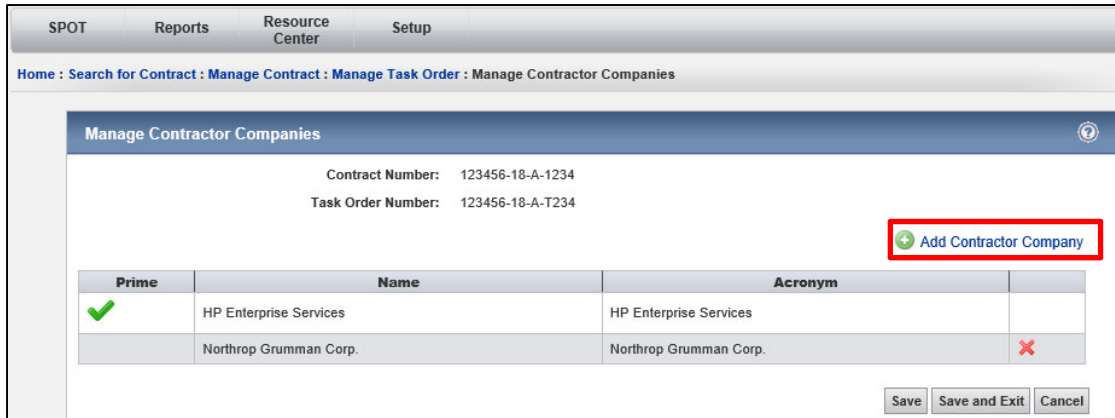 SPOT Reports Resource Center Setup
Home : Search for Contract : Manage Contract : Manage Task Order : Manage Contractor Companies
Manage Contractor Companies ?
Contract Number: 123456-18-A-1234
Task Order Number: 123456-18-A-T234
Add Contractor Company
Prime Name Acronym
HP Enterprise Services HP Enterprise Services
Northrop Grumman Corp. Northrop Grumman Corp.
Save Save and Exit Cancel